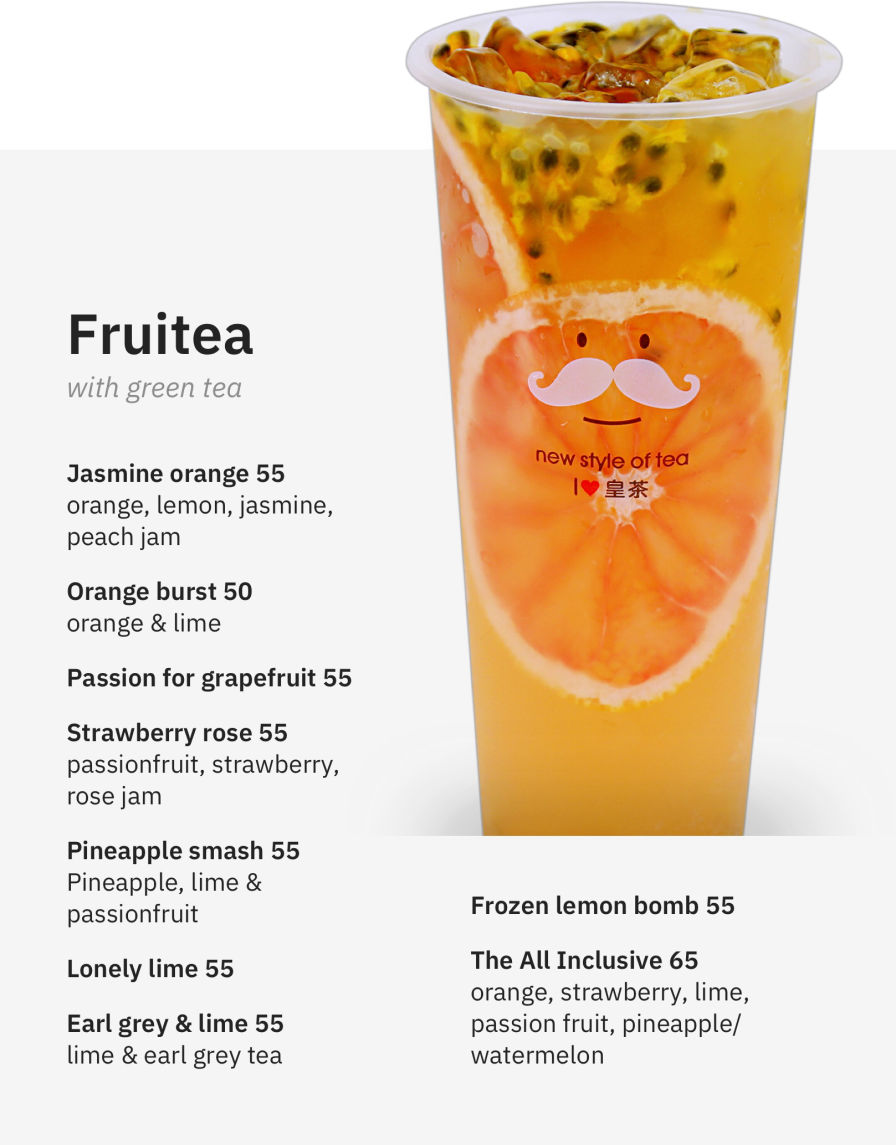 Fruitea
with green tea
Jasmine orange 55
orange, lemon, jasmine,
peach jam
Orange burst 50
orange & lime
Passion for grapefruit 55
Strawberry rose 55
passionfruit, strawberry,
rose jam
Pineapple smash 55
Pineapple, lime &
passionfruit
Lonely lime 55
Earl grey & lime 55
lime & earl grey tea
new style of tea
I❤皇茶
Frozen lemon bomb 55
The All Inclusive 65
orange, strawberry, lime,
passion fruit, pineapple/
watermelon